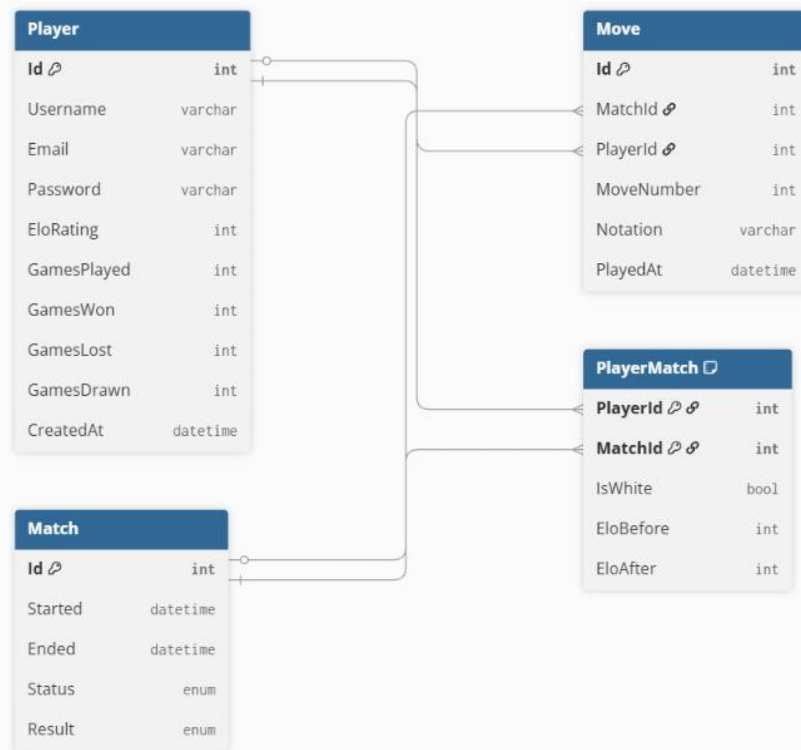 Player
Id int
Username varchar
Email varchar
Password varchar
EloRating int
GamesPlayed int
GamesWon int
GamesLost int
GamesDrawn int
CreatedAt datetime
Match
Id int
Started datetime
Ended datetime
Status enum
Result enum
Move
Id int
MatchId int
PlayerId int
MoveNumber int
Notation varchar
PlayedAt datetime
PlayerMatch
PlayerId int
MatchId int
IsWhite bool
EloBefore int
EloAfter int